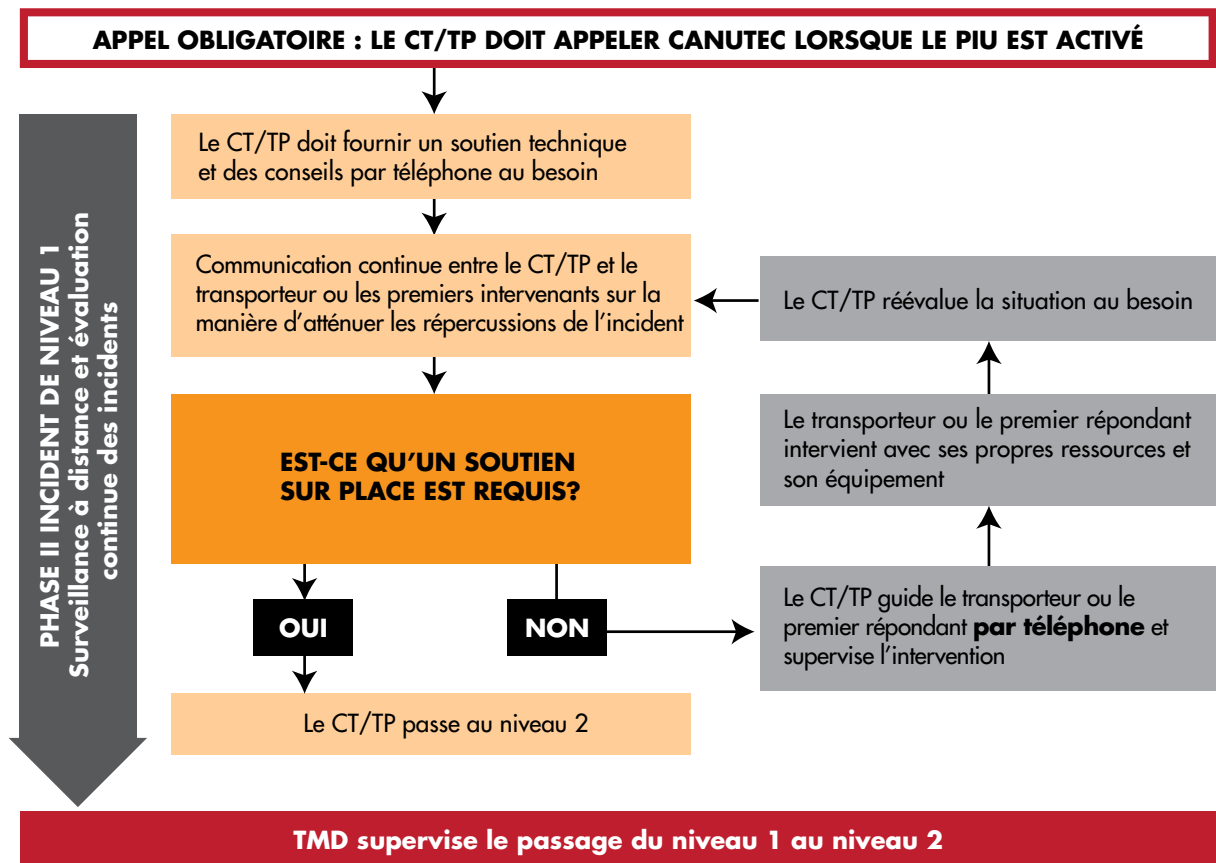 APPEL OBLIGATOIRE : LE CT/TP DOIT APPELER CANUTEC LORSQUE LE PIU EST ACTIVÉ
PHASE II INCIDENT DE NIVEAU 1
Surveillance à distance et évaluation
continue des incidents
Le CT/TP doit fournir un soutien technique
et des conseils par téléphone au besoin
Communication continue entre le CT/TP et le
transporteur ou les premiers intervenants sur la
manière d'atténuer les répercussions de l'incident
EST-CE QU'UN SOUTIEN
SUR PLACE EST REQUIS?
OUI
NON
Le CT/TP passe au niveau 2
Le CT/TP guide le transporteur ou le
premier répondant par téléphone et
supervise l'intervention
Le transporteur ou le premier répondant
intervient avec ses propres ressources et
son équipement
Le CT/TP réévalue la situation au besoin
TMD supervise le passage du niveau 1 au niveau 2